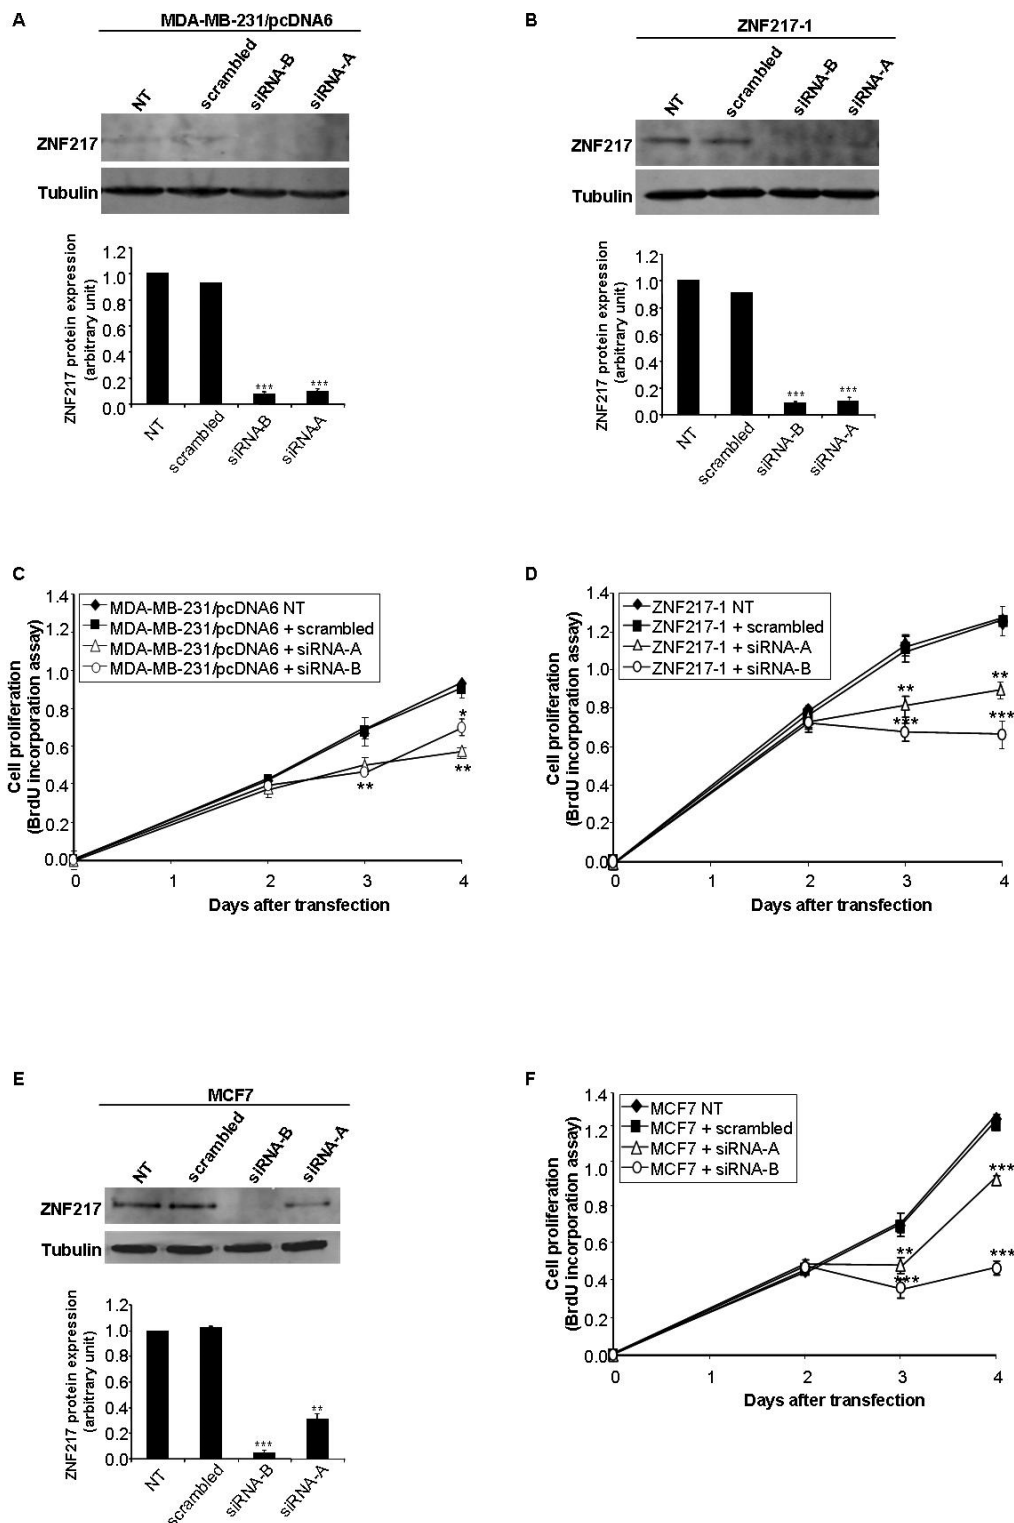 A
MDA-MB-231/pcDNA6
NT
scrambled
siRNA-B
siRNA-A
ZNF217
Tubulin
ZNF217 protein expression
(arbitrary unit)
1.2
1.0
0.8
0.6
0.4
0.2
0.0
***
***
NT
scrambled
siRNAB
siRNAA
B
ZNF217-1
NT
scrambled
siRNA-B
siRNA-A
ZNF217
Tubulin
ZNF217 protein expression
(arbitrary unit)
1.2
1.0
0.8
0.6
0.4
0.2
0.0
***
***
NT
scrambled
siRNA-B
siRNA-A
C
Cell proliferation
(BrdU incorporation assay)
1.4
1.2
1.0
0.8
0.6
0.4
0.2
0.0
MDA-MB-231/pcDNA6 NT
MDA-MB-231/pcDNA6 + scrambled
MDA-MB-231/pcDNA6 + siRNA-A
MDA-MB-231/pcDNA6 + siRNA-B
*
**
**
0 1 2 3 4
Days after transfection
D
Cell proliferation
(BrdU incorporation assay)
1.4
1.2
1.0
0.8
0.6
0.4
0.2
0.0
ZNF217-1 NT
ZNF217-1 + scrambled
ZNF217-1 + siRNA-A
ZNF217-1 + siRNA-B
**
**
***
***
0 1 2 3 4
Days after transfection
E
MCF7
NT
scrambled
siRNA-B
siRNA-A
ZNF217
Tubulin
ZNF217 protein expression
(arbitrary unit)
1.2
1.0
0.8
0.6
0.4
0.2
0.0
***
**
NT
scrambled
siRNA-B
siRNA-A
F
Cell proliferation
(BrdU incorporation assay)
1.4
1.2
1.0
0.8
0.6
0.4
0.2
0.0
MCF7 NT
MCF7 + scrambled
MCF7 + siRNA-A
MCF7 + siRNA-B
***
**
***
***
0 1 2 3 4
Days after transfection